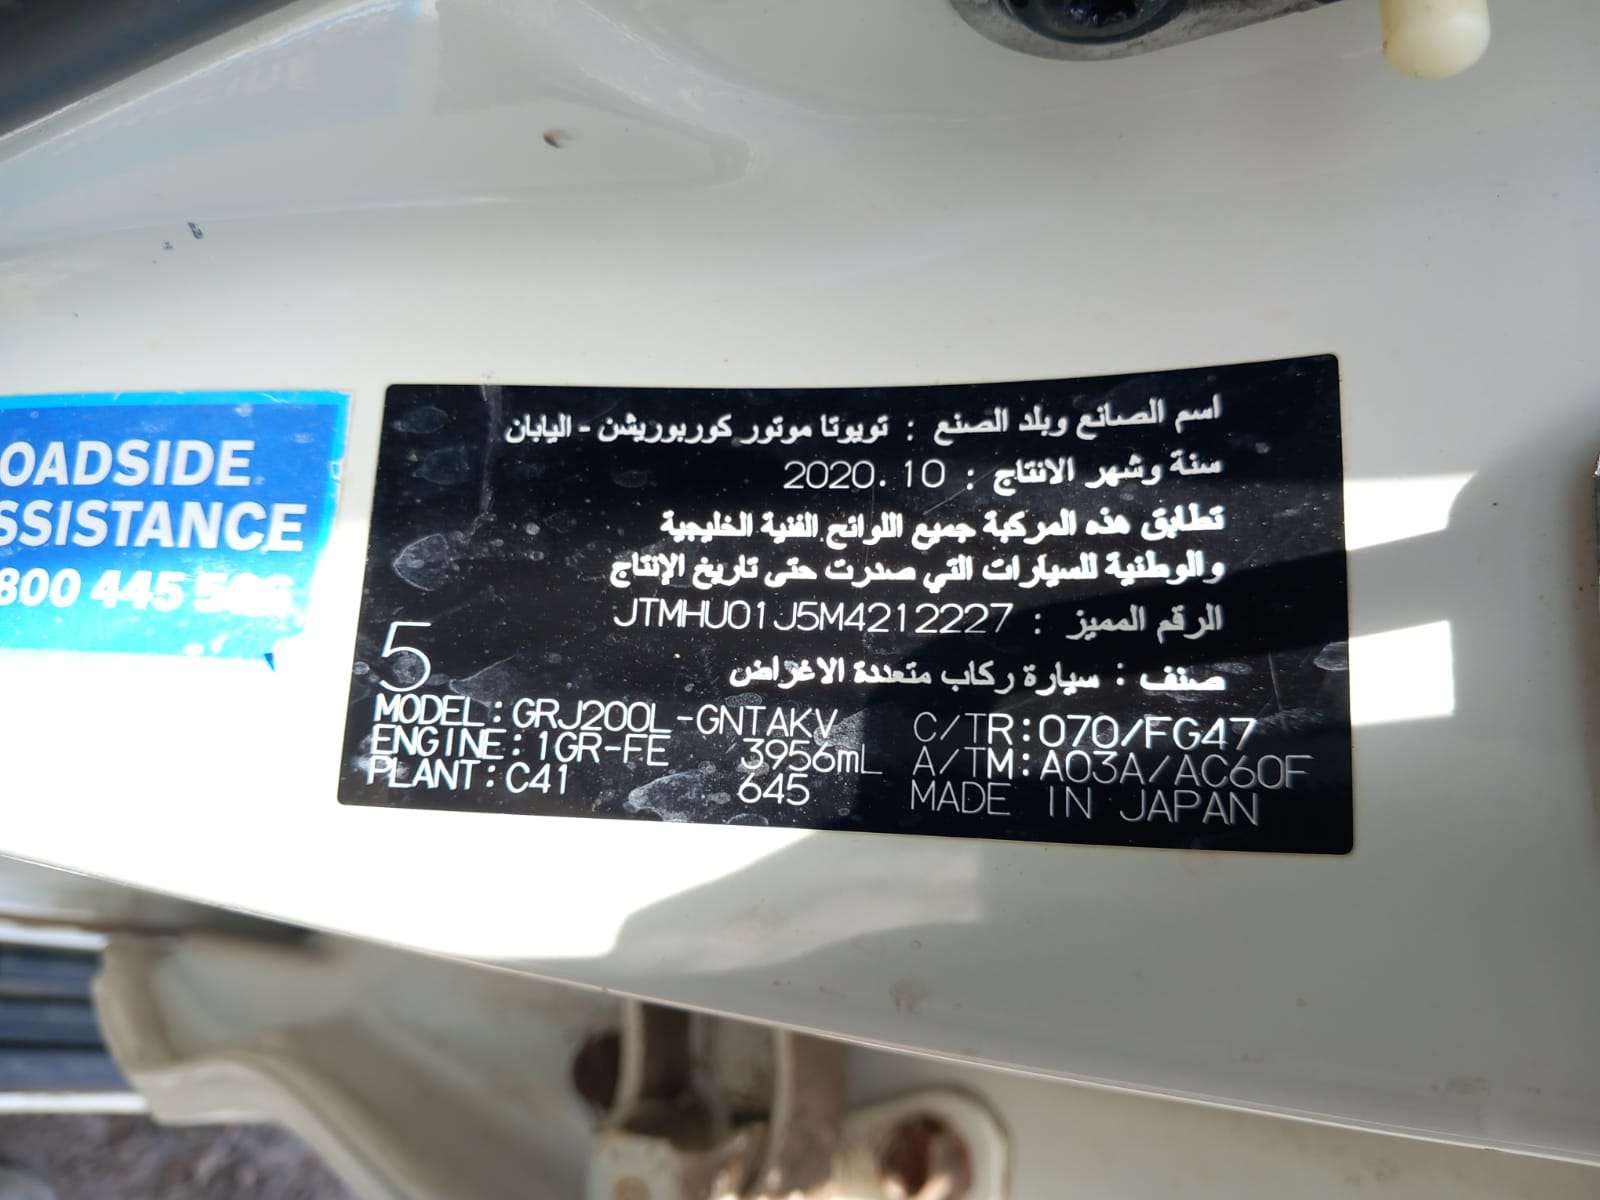 OADSIDE
SSISTANCE
800 445 5
اسم الصانع وبلد الصنع : تويوتا موتور كوربوريشن - اليابان
سنة وشهر الانتاج : 2020.10
تطابق هذه المركبة جميع اللوائح الفنية الخليجية
والوطنية للسيارات التي صدرت حتى تاريخ الإنتاج
الرقم المميز : JTMHU01J5M4212227
صنف : سيارة ركاب متعددة الاغراض
5
MODEL:GRJ200L-GNTAKV C/TR:070/FG47
ENGINE:1GR-FE 3956mL A/TM:A03A/AC60F
PLANT:C41 645 MADE IN JAPAN